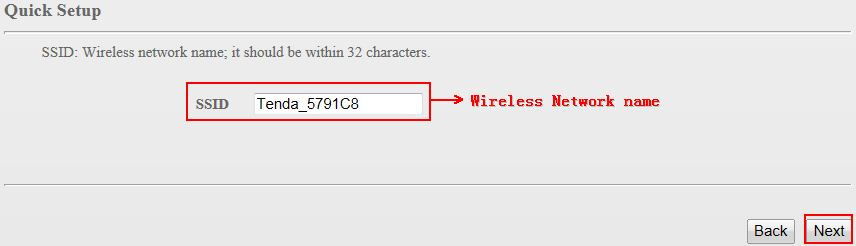 Quick Setup
SSID: Wireless network name; it should be within 32 characters.
SSID Tenda_5791C8 Wireless Network name
Back Next